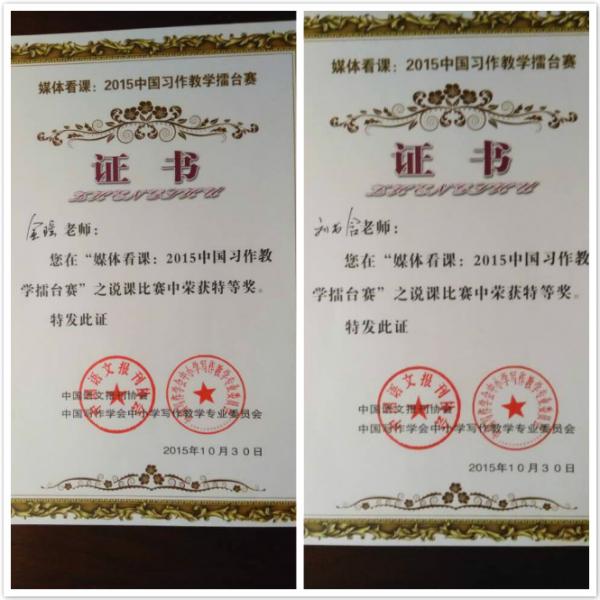 媒体看课：2015中国习作教学擂台赛
证书
ZHENGSHU
金瑶 老师：
您在“媒体看课：2015中国习作教
学擂台赛”之说课比赛中荣获特等奖。
特发此证
中国语文报刊协会
中国写作学会中小学写作教学专业委员会
2015年10月30日
媒体看课：2015中国习作教学擂台赛
证书
ZHENGSHU
老师：
您在“媒体看课：2015中国习作教
学擂台赛”之说课比赛中荣获特等奖。
特发此证
中国语文报刊协会
中国写作学会中小学写作教学专业委员会
2015年10月30日